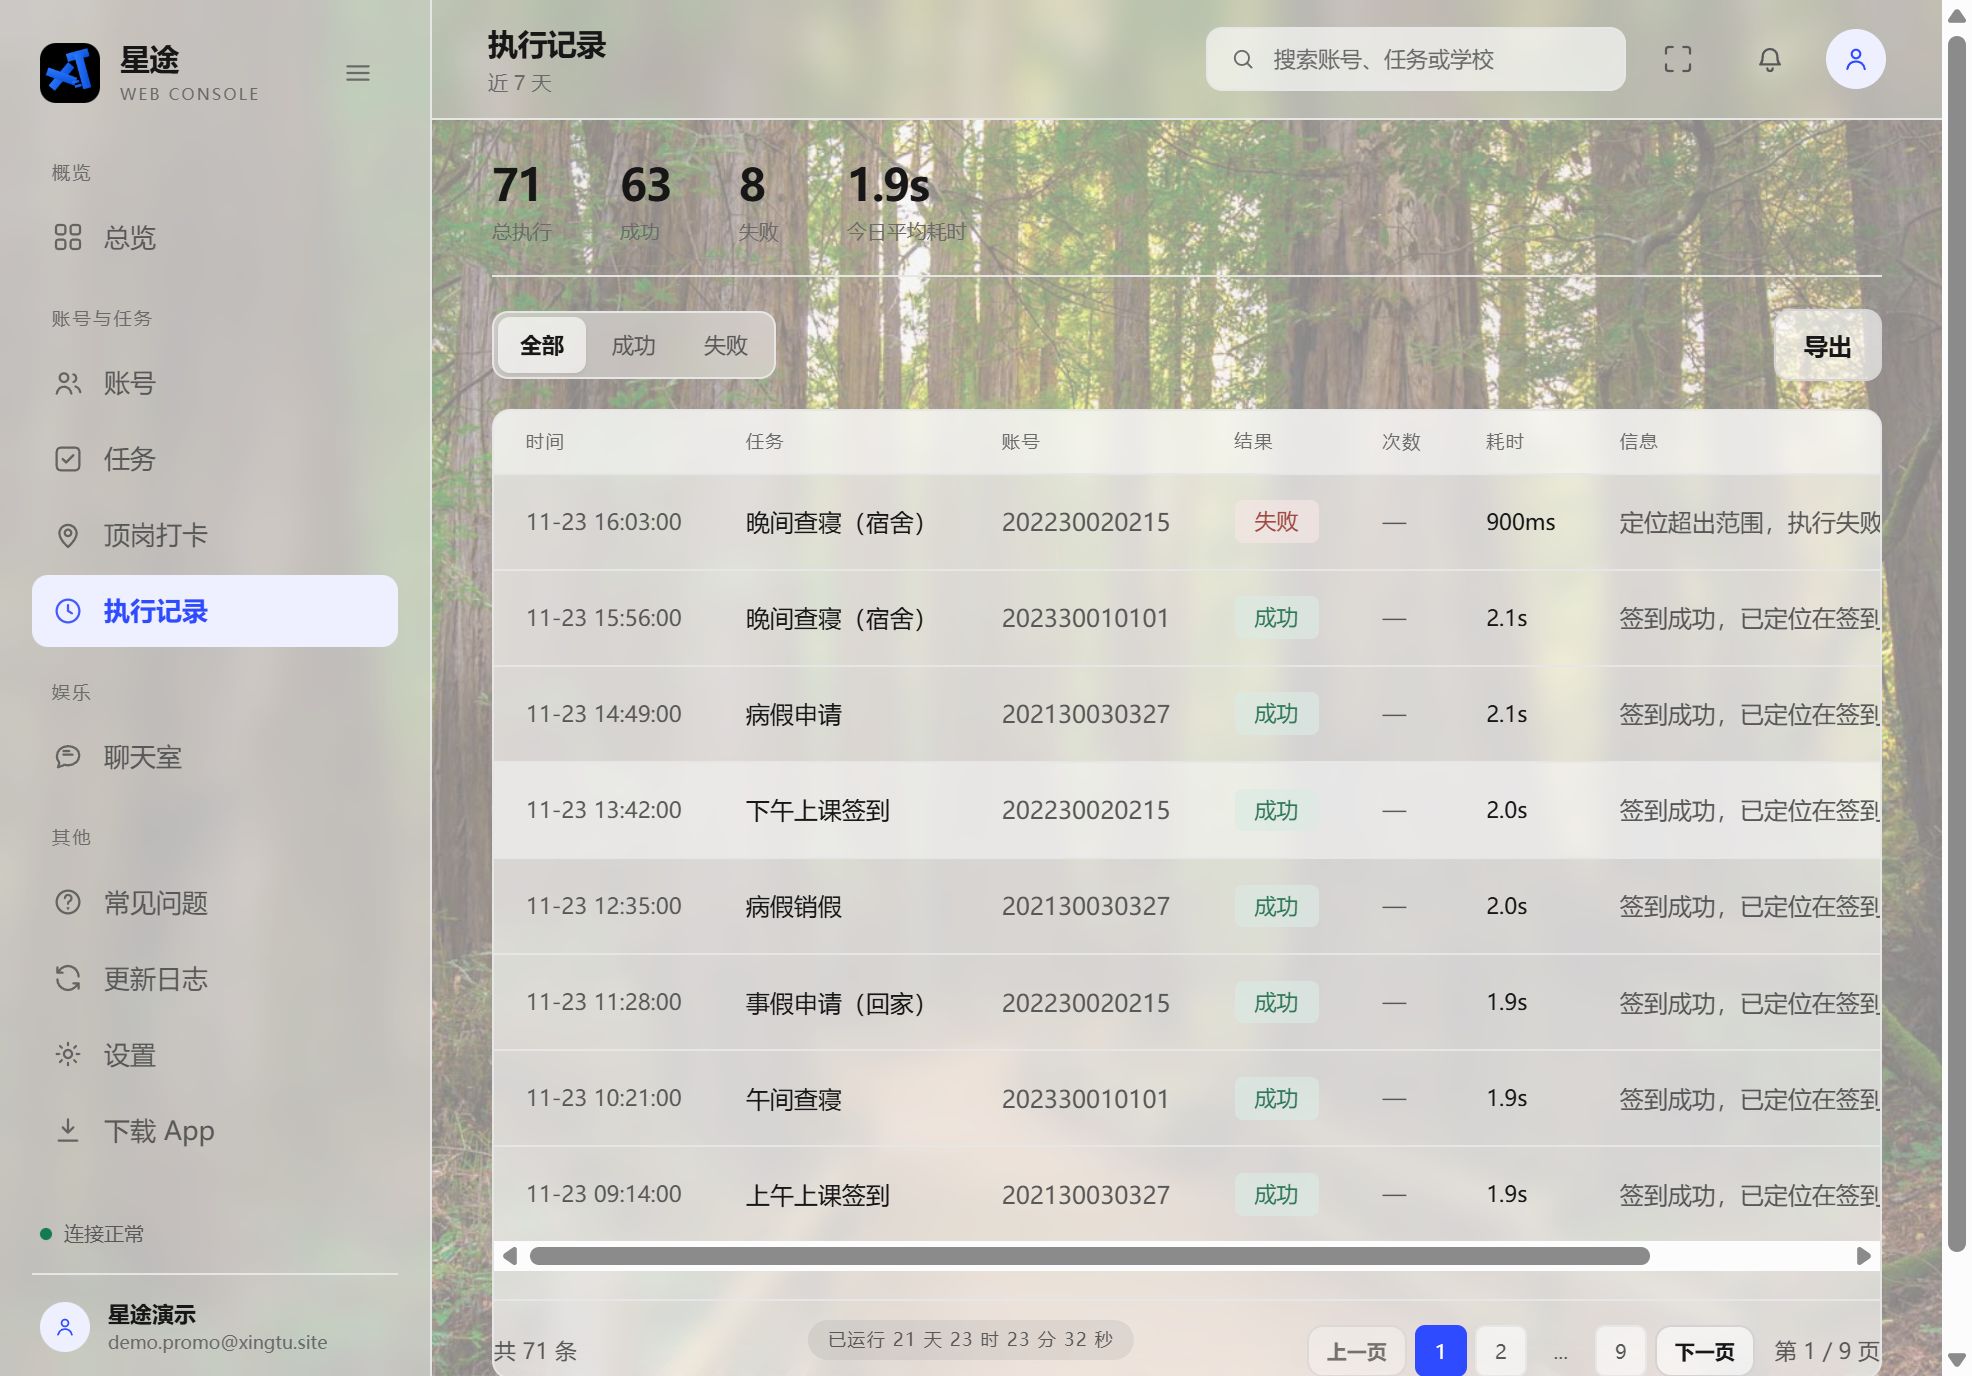 星途
WEB CONSOLE
概览
总览
账号与任务
账号
任务
顶岗打卡
执行记录
娱乐
聊天室
其他
常见问题
更新日志
设置
下载 App
连接正常
星途演示
demo.promo@xingtu.site
执行记录
近 7 天
搜索账号、任务或学校
71 63 8 1.9s
总执行 成功 失败 今日平均耗时
全部 成功 失败 导出
时间 任务 账号 结果 次数 耗时 信息
11-23 16:03:00 晚间查寝（宿舍） 202230020215 失败 — 900ms 定位超出范围，执行失败
11-23 15:56:00 晚间查寝（宿舍） 202330010101 成功 — 2.1s 签到成功，已定位在签到
11-23 14:49:00 病假申请 202130030327 成功 — 2.1s 签到成功，已定位在签到
11-23 13:42:00 下午上课签到 202230020215 成功 — 2.0s 签到成功，已定位在签到
11-23 12:35:00 病假销假 202130030327 成功 — 2.0s 签到成功，已定位在签到
11-23 11:28:00 事假申请（回家） 202230020215 成功 — 1.9s 签到成功，已定位在签到
11-23 10:21:00 午间查寝 202330010101 成功 — 1.9s 签到成功，已定位在签到
11-23 09:14:00 上午上课签到 202130030327 成功 — 1.9s 签到成功，已定位在签到
共 71 条 已运行 21 天 23 时 23 分 32 秒 上一页 1 2 ... 9 下一页 第 1 / 9 页